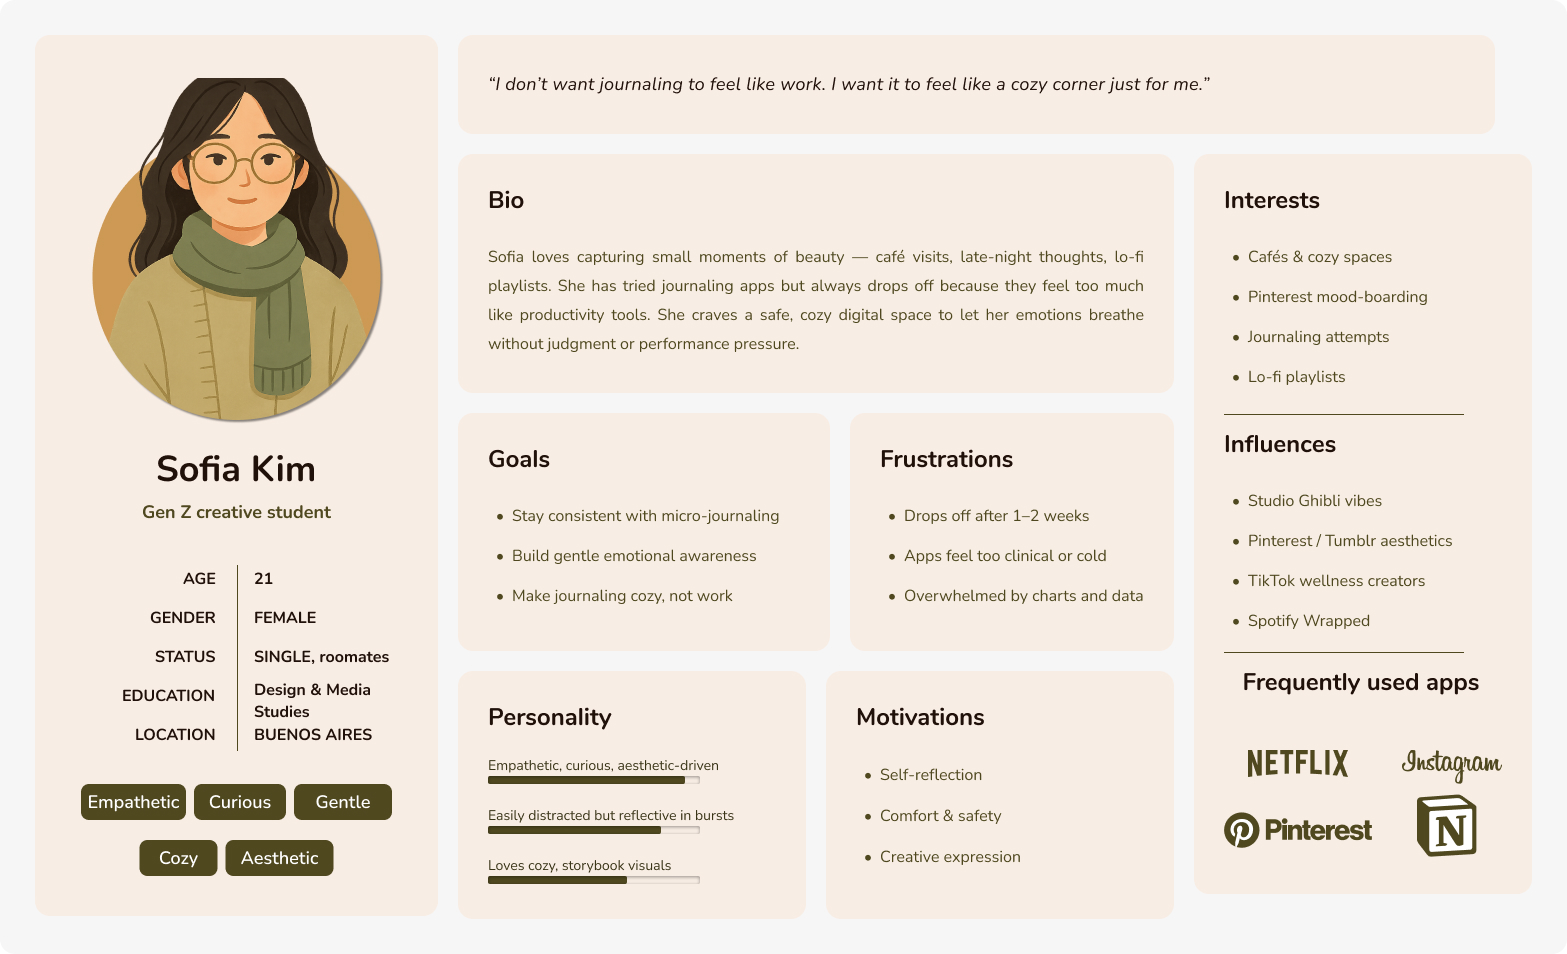 Sofia Kim
Gen Z creative student
AGE 21
GENDER FEMALE
STATUS SINGLE, roomates
EDUCATION Design & Media
Studies
LOCATION BUENOS AIRES
Empathetic Curious Gentle
Cozy Aesthetic
“I don’t want journaling to feel like work. I want it to feel like a cozy corner just for me.”
Bio
Sofia loves capturing small moments of beauty — café visits, late-night thoughts, lo-fi
playlists. She has tried journaling apps but always drops off because they feel too much
like productivity tools. She craves a safe, cozy digital space to let her emotions breathe
without judgment or performance pressure.
Goals
• Stay consistent with micro-journaling
• Build gentle emotional awareness
• Make journaling cozy, not work
Frustrations
• Drops off after 1–2 weeks
• Apps feel too clinical or cold
• Overwhelmed by charts and data
Personality
Empathetic, curious, aesthetic-driven
Easily distracted but reflective in bursts
Loves cozy, storybook visuals
Motivations
• Self-reflection
• Comfort & safety
• Creative expression
Interests
• Cafés & cozy spaces
• Pinterest mood-boarding
• Journaling attempts
• Lo-fi playlists
Influences
• Studio Ghibli vibes
• Pinterest / Tumblr aesthetics
• TikTok wellness creators
• Spotify Wrapped
Frequently used apps
NETFLIX Instagram
Pinterest N